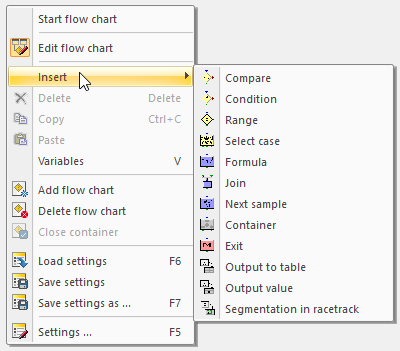 Start flow chart
Edit flow chart
Insert
Delete Delete
Copy Ctrl+C
Paste
Variables V
Add flow chart
Delete flow chart
Close container
Load settings F6
Save settings
Save settings as ... F7
Settings ... F5
Compare
Condition
Range
Select case
Formula
Join
Next sample
Container
Exit
Output to table
Output value
Segmentation in racetrack